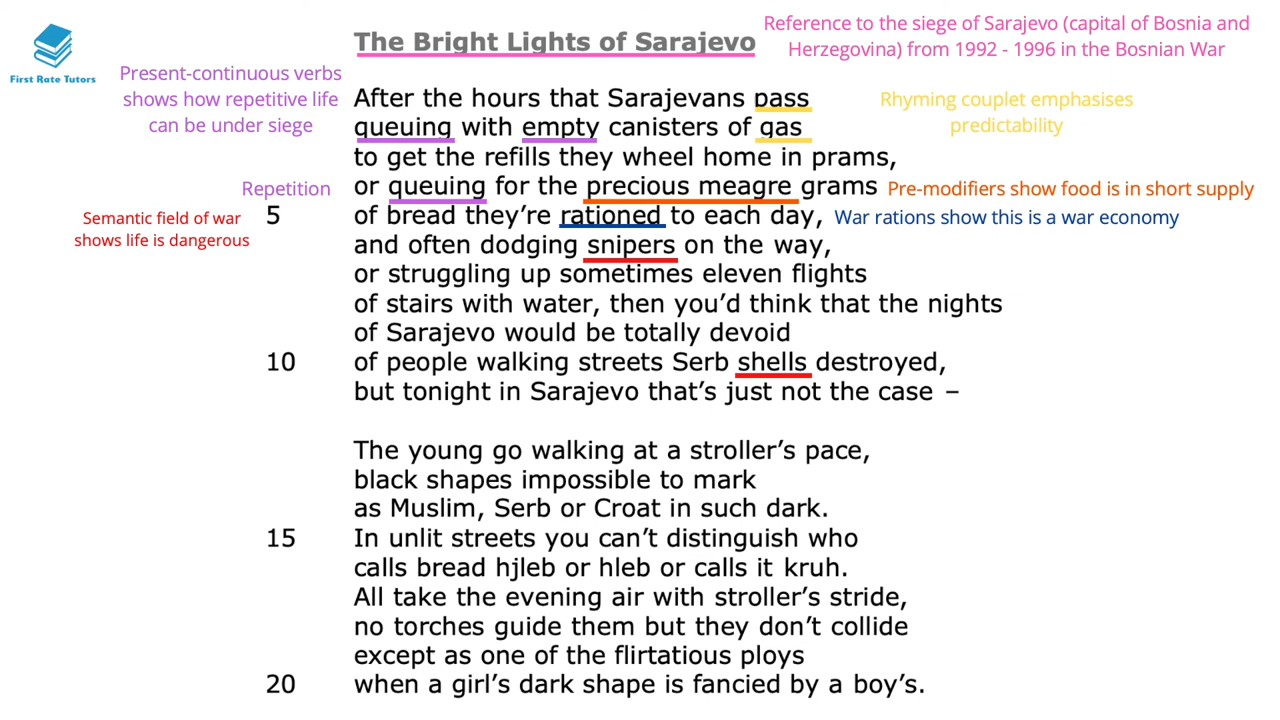 The Bright Lights of Sarajevo
Reference to the siege of Sarajevo (capital of Bosnia and
Herzegovina) from 1992 - 1996 in the Bosnian War
First Rate Tutors
Present-continuous verbs
shows how repetitive life
can be under siege
After the hours that Sarajevans pass
Rhyming couplet emphasises
predictability
queuing with empty canisters of gas
to get the refills they wheel home in prams,
Repetition
or queuing for the precious meagre grams
Pre-modifiers show food is in short supply
Semantic field of war
shows life is dangerous
5
of bread they're rationed to each day,
War rations show this is a war economy
and often dodging snipers on the way,
or struggling up sometimes eleven flights
of stairs with water, then you'd think that the nights
of Sarajevo would be totally devoid
10
of people walking streets Serb shells destroyed,
but tonight in Sarajevo that's just not the case –
The young go walking at a stroller's pace,
black shapes impossible to mark
as Muslim, Serb or Croat in such dark.
15
In unlit streets you can't distinguish who
calls bread hjleb or hleb or calls it kruh.
All take the evening air with stroller's stride,
no torches guide them but they don't collide
except as one of the flirtatious ploys
20
when a girl's dark shape is fancied by a boy's.